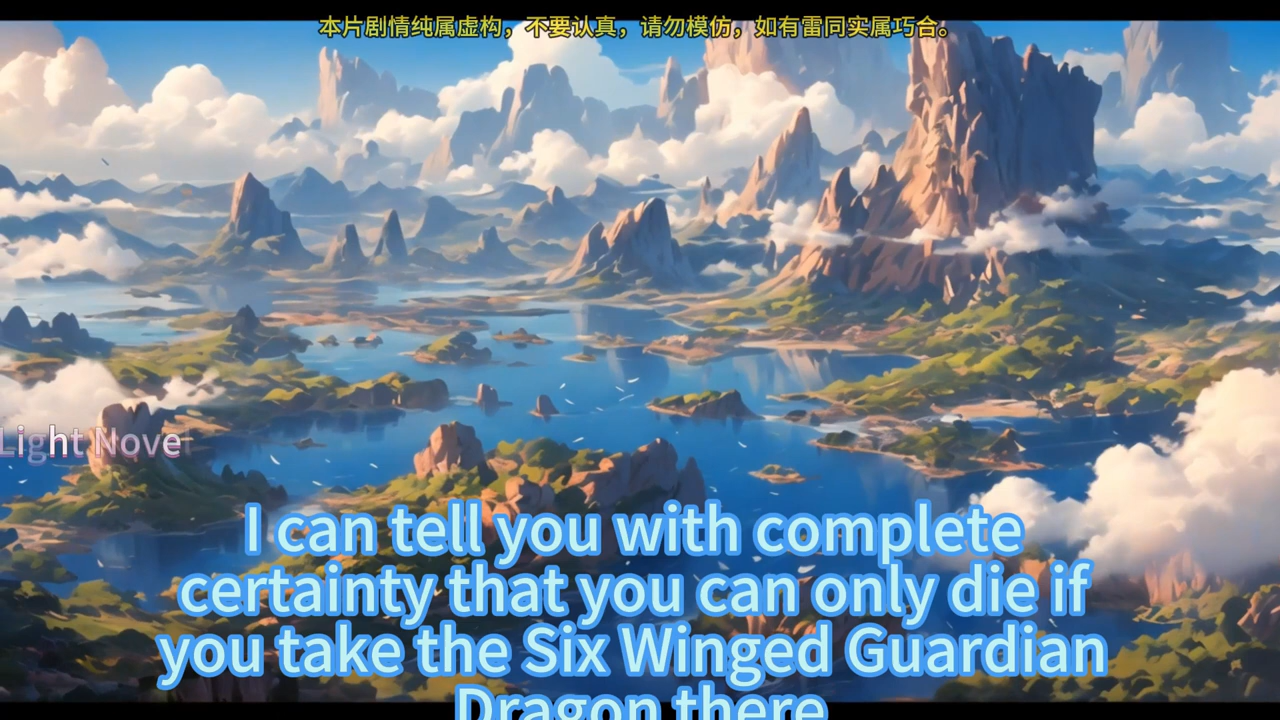 本片剧情纯属虚构，不要认真，请勿模仿，如有雷同实属巧合。
Light Nove
I can tell you with complete
certainty that you can only die if
you take the Six Winged Guardian
Dragon there